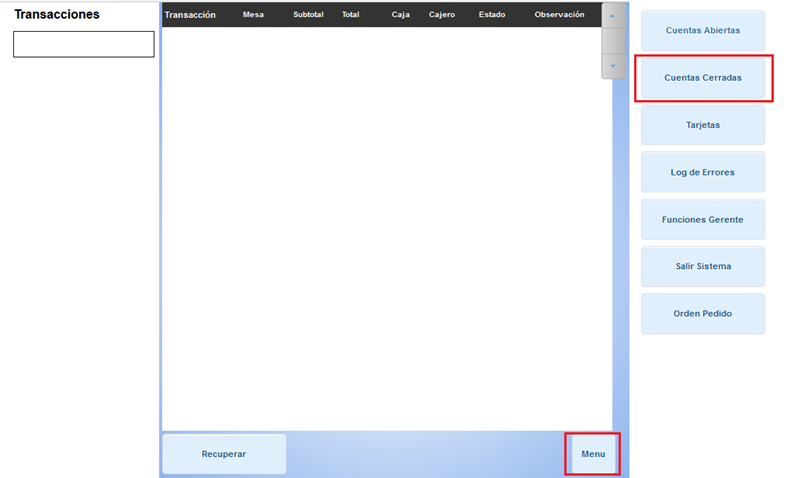 Transacciones
Transacción Mesa Subtotal Total Caja Cajero Estado Observación
Cuentas Abiertas
Cuentas Cerradas
Tarjetas
Log de Errores
Funciones Gerente
Salir Sistema
Orden Pedido
Recuperar
Menu